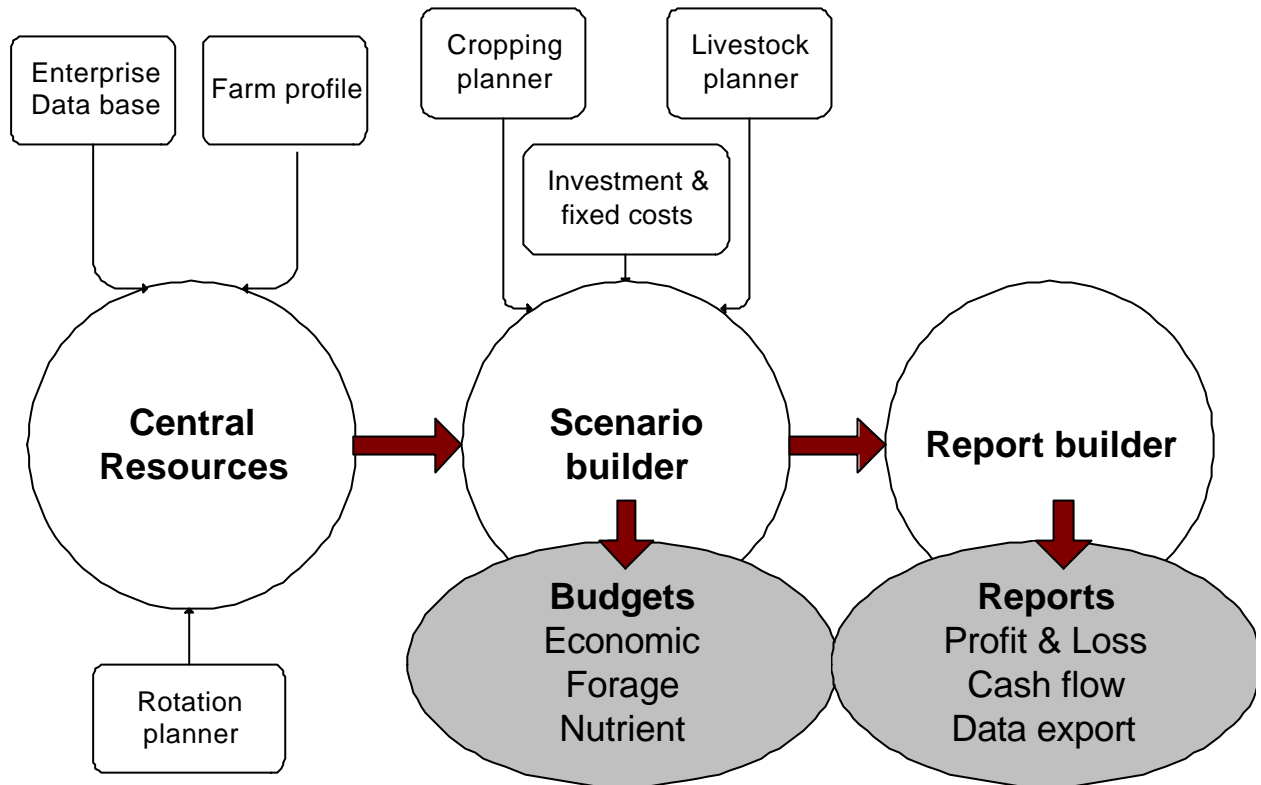 Enterprise
Data base
Farm profile
Cropping
planner
Livestock
planner
Investment &
fixed costs
Central
Resources
Scenario
builder
Report builder
Budgets
Economic
Forage
Nutrient
Reports
Profit & Loss
Cash flow
Data export
Rotation
planner